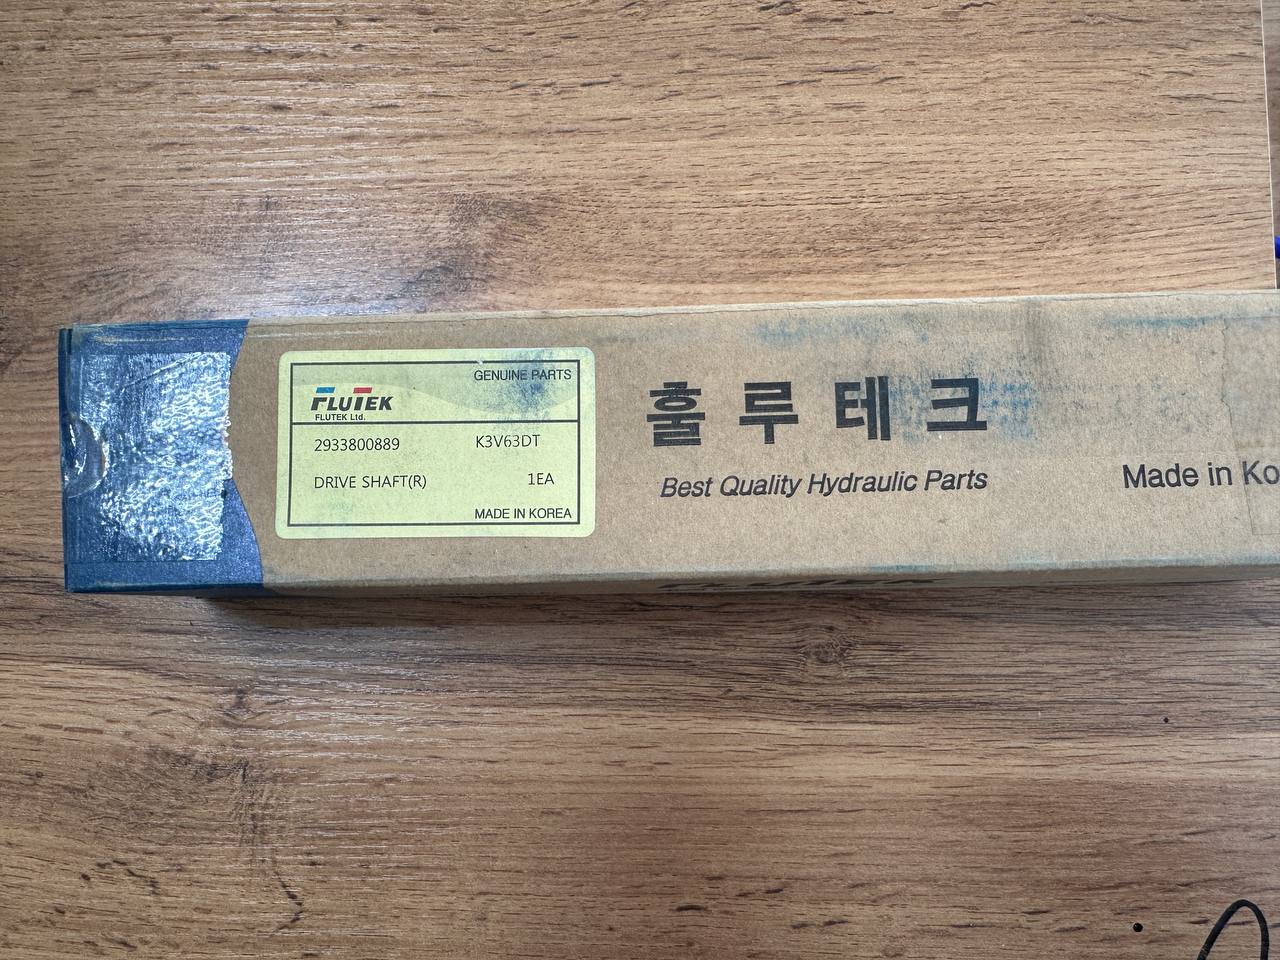 GENUINE PARTS
FLUTEK
FLUTEK Ltd.
2933800889 K3V63DT
DRIVE SHAFT(R) 1EA
MADE IN KOREA
훌루테크
Best Quality Hydraulic Parts
Made in Ko
FLUTEK